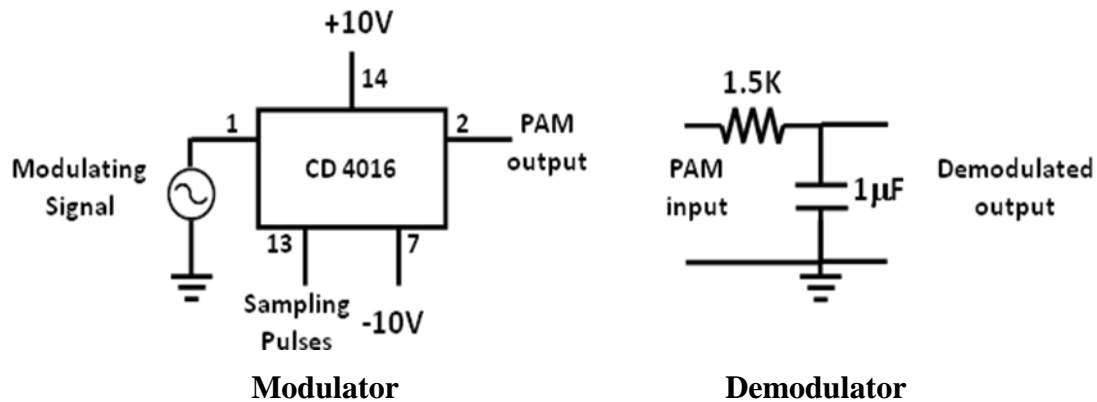 +10V
14
1
2
PAM
output
CD 4016
Modulating
Signal
13
7
Sampling
Pulses
-10V
Modulator
1.5K
PAM
input
1μF
Demodulated
output
Demodulator